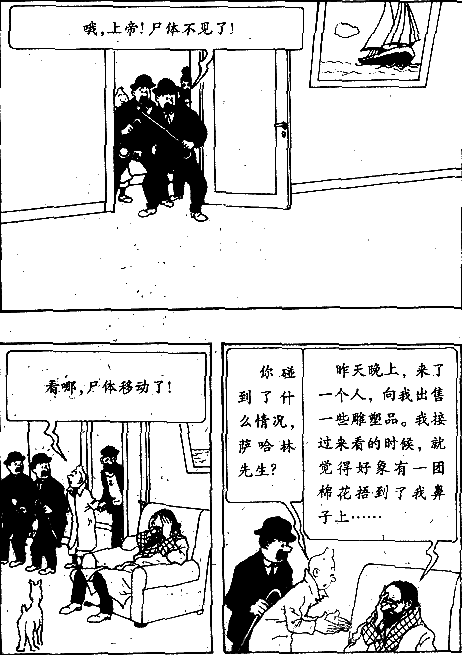 哦,上帝!尸体不见了!
看哪,尸体移动了!
你碰
到了什
么情况,
萨哈林
先生?
昨天晚上,来了
一个人,向我出售
一些雕塑品。我接
过来看的时候,就
觉得好象有一团
棉花捂到了我鼻
子上……